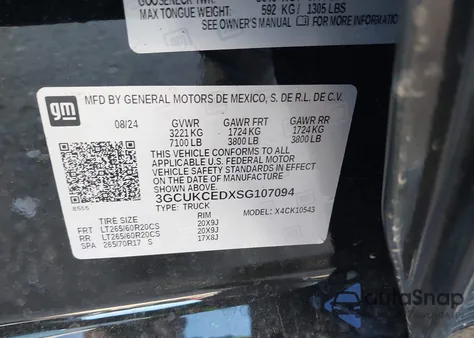 MAX TONGUE WEIGHT: 592 KG / 1305 LBS
SEE OWNER'S MANUAL FOR MORE INFORMATION
gm
MFD BY GENERAL MOTORS DE MEXICO, S. DE R.L. DE C.V.
08/24 GVWR GAWR FRT GAWR RR
3221 KG 1724 KG 1724 KG
7100 LB 3800 LB 3800 LB
THIS VEHICLE CONFORMS TO ALL
APPLICABLE U.S. FEDERAL MOTOR
VEHICLE SAFETY STANDARDS IN EFFECT
ON THE DATE OF MANUFACTURE
SHOWN ABOVE.
3GCUKCEDXSG107094
TYPE: TRUCK MODEL: X4CK10543
8555
TIRE SIZE RIM
FRT LT265/60R20CS 20X9J
RR LT265/60R20CS 20X9J
SPA 265/70R17 S 17X8J
autoSnap